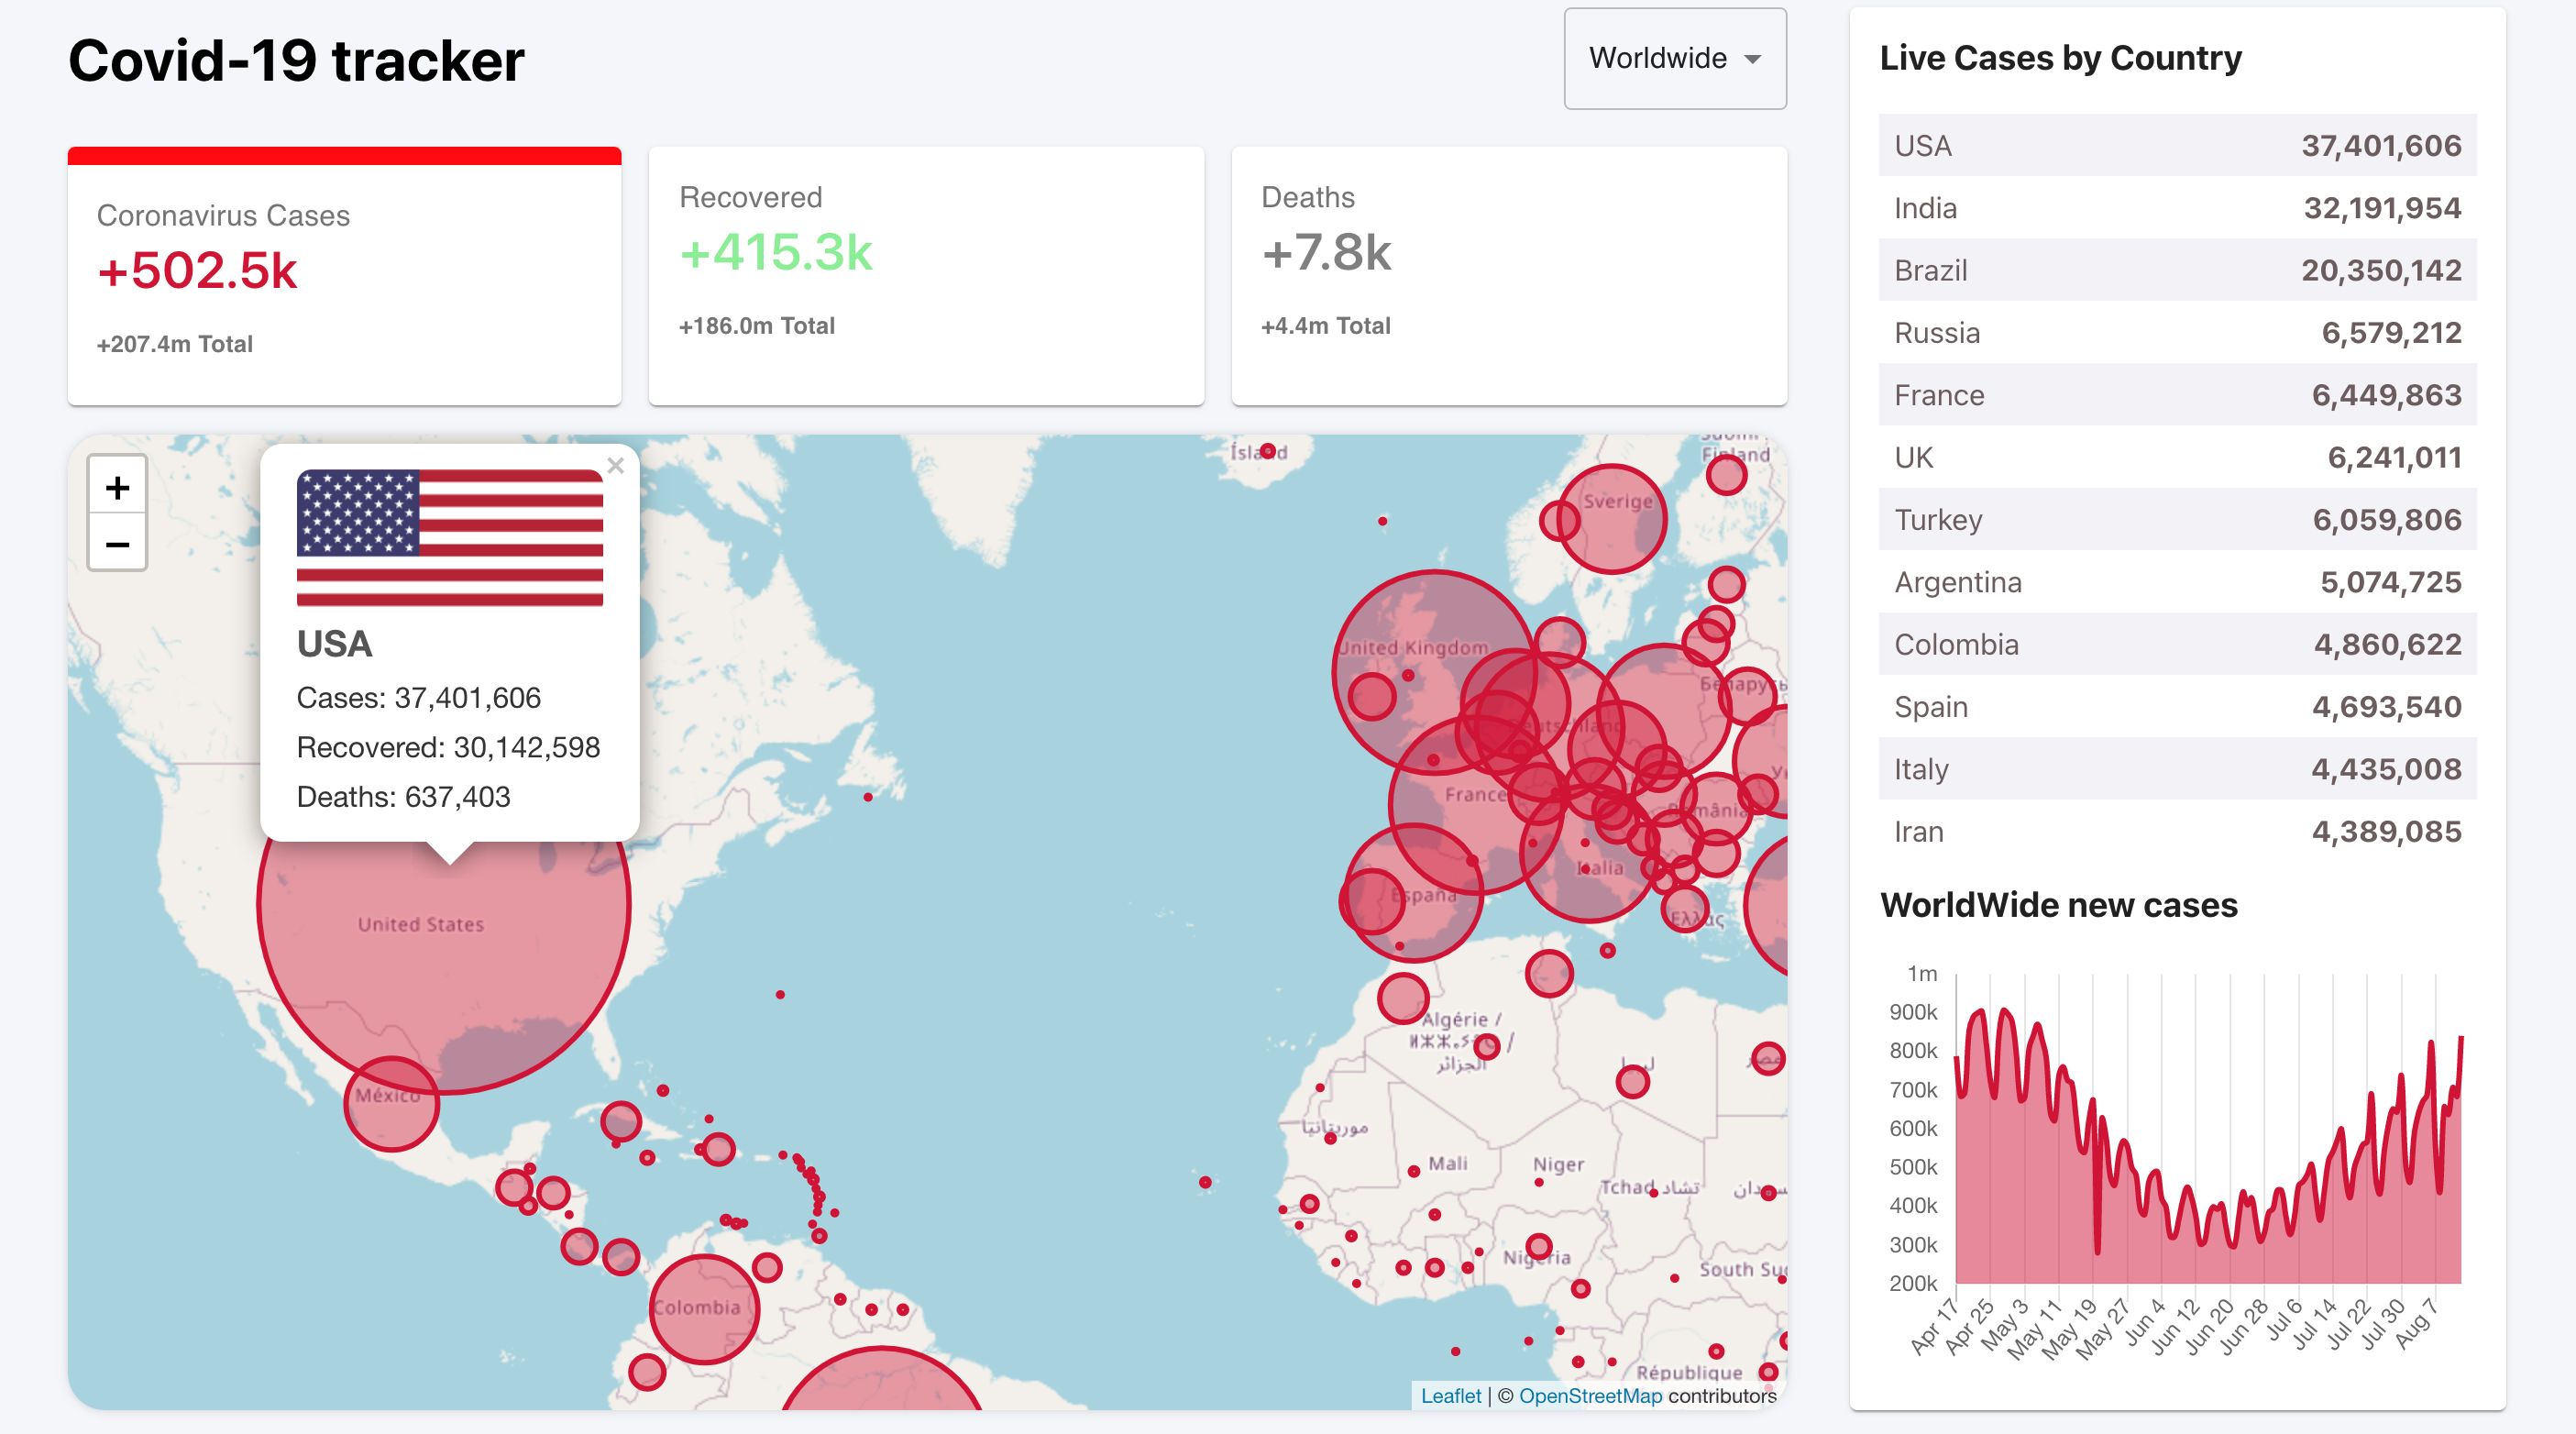 Covid-19 tracker
Worldwide
Coronavirus Cases
+502.5k
+207.4m Total
Recovered
+415.3k
+186.0m Total
Deaths
+7.8k
+4.4m Total
+
−
×
USA
Cases: 37,401,606
Recovered: 30,142,598
Deaths: 637,403
United States
México
Colombia
Ísland
Sverige
Finland
United Kingdom
Deutschland
France
España
Italia
România
Ελλάς
Algérie /
الجزائر
ليبيا
موريتانيا
Mali
Niger
Tchad تشاد
Nigeria
South Su
République
Leaflet | © OpenStreetMap contributors
Live Cases by Country
USA 37,401,606
India 32,191,954
Brazil 20,350,142
Russia 6,579,212
France 6,449,863
UK 6,241,011
Turkey 6,059,806
Argentina 5,074,725
Colombia 4,860,622
Spain 4,693,540
Italy 4,435,008
Iran 4,389,085
WorldWide new cases
1m
900k
800k
700k
600k
500k
400k
300k
200k
Apr 17 Apr 25 May 3 May 11 May 19 May 27 Jun 4 Jun 12 Jun 20 Jun 28 Jul 6 Jul 14 Jul 22 Jul 30 Aug 7